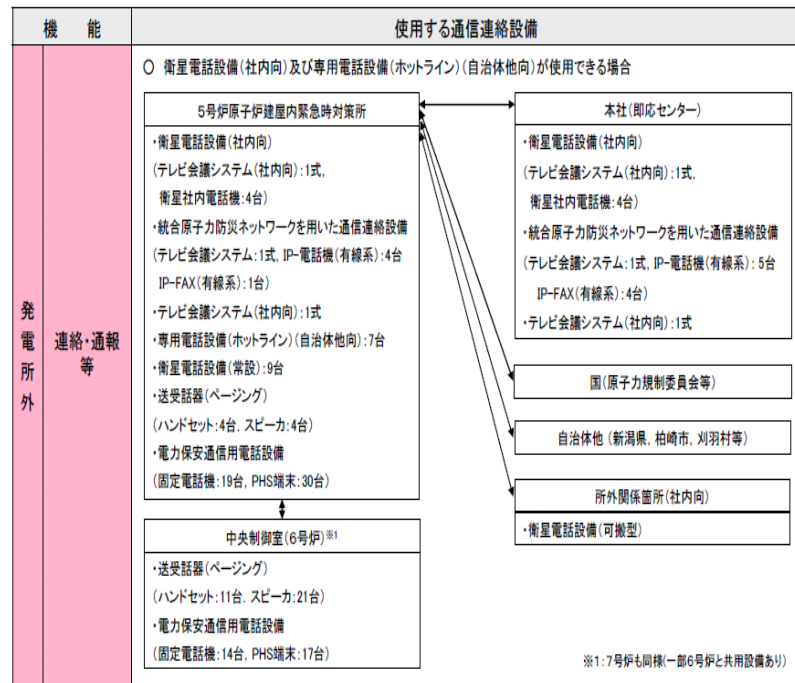 機　能
使用する通信連絡設備
発電所外
連絡・通報
等
○ 衛星電話設備(社内向)及び専用電話設備(ホットライン)(自治体他向)が使用できる場合
5号炉原子炉建屋内緊急時対策所
・衛星電話設備(社内向)
(テレビ会議システム(社内向):1式,
衛星社内電話機:4台)
・統合原子力防災ネットワークを用いた通信連絡設備
(テレビ会議システム:1式, IP-電話機(有線系):4台
IP-FAX(有線系):1台)
・テレビ会議システム(社内向):1式
・専用電話設備(ホットライン)(自治体他向):7台
・衛星電話設備(常設):9台
・送受話器(ページング)
(ハンドセット:4台. スピーカ:4台)
・電力保安通信用電話設備
(固定電話機:19台, PHS端末:30台)
中央制御室(6号炉)※1
・送受話器(ページング)
(ハンドセット:11台. スピーカ:21台)
・電力保安通信用電話設備
(固定電話機:14台, PHS端末:17台)
本社(即応センター)
・衛星電話設備(社内向)
(テレビ会議システム(社内向):1式,
衛星社内電話機:4台)
・統合原子力防災ネットワークを用いた通信連絡設備
(テレビ会議システム:1式, IP-電話機(有線系):5台
IP-FAX(有線系):4台)
・テレビ会議システム(社内向):1式
国(原子力規制委員会等)
自治体他 (新潟県, 柏崎市, 刈羽村等)
所外関係箇所(社内向)
・衛星電話設備(可搬型)
※1:7号炉も同様(一部6号炉と共用設備あり)